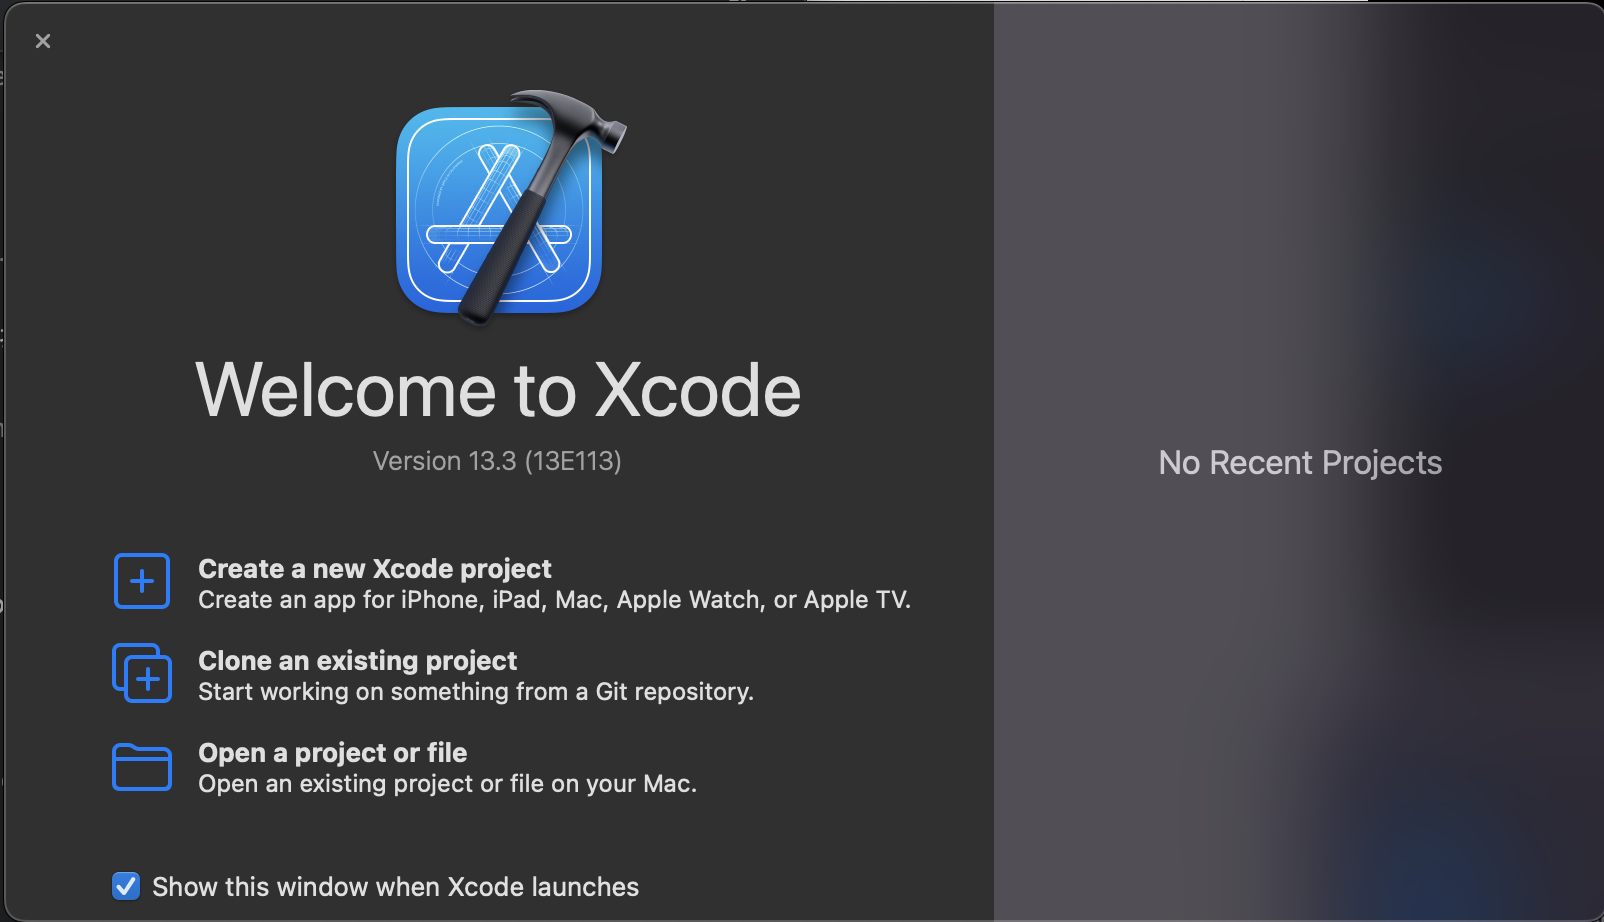 Welcome to Xcode
Version 13.3 (13E113)
Create a new Xcode project
Create an app for iPhone, iPad, Mac, Apple Watch, or Apple TV.
Clone an existing project
Start working on something from a Git repository.
Open a project or file
Open an existing project or file on your Mac.
Show this window when Xcode launches
No Recent Projects